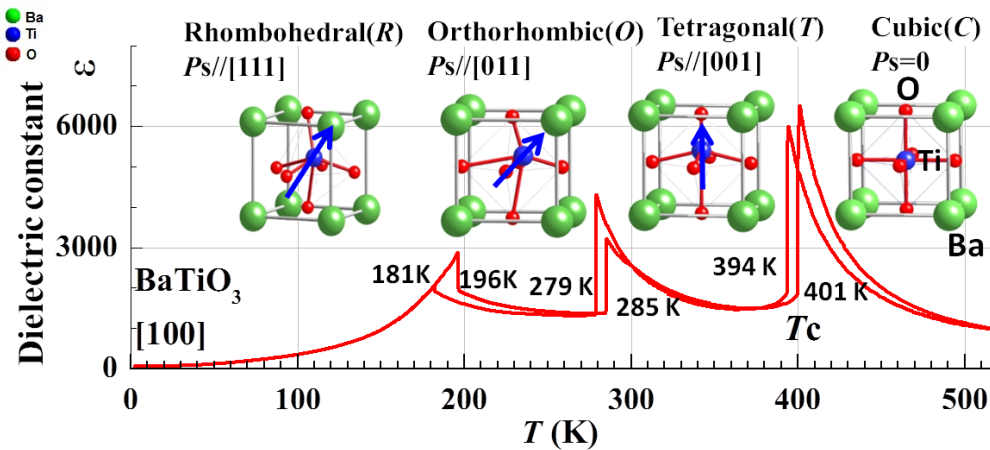 Ba
Ti
O
Rhombohedral(R)
Ps//[111]
Orthorhombic(O)
Ps//[011]
Tetragonal(T)
Ps//[001]
Cubic(C)
Ps=0
O
Ti
Ba
Dielectric constant ε
6000
3000
0
181K
196K
279 K
285 K
394 K
401 K
Tc
BaTiO3
[100]
0
100
200
300
400
500
T (K)